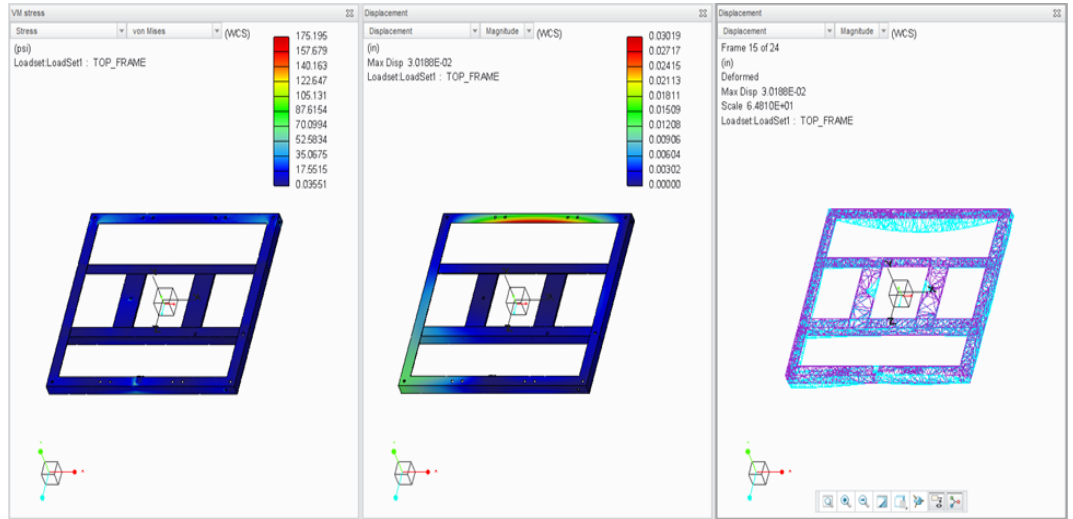 VM stress
Stress von Mises (WCS)
(psi)
Loadset:LoadSet1 : TOP_FRAME
175.195
157.679
140.163
122.647
105.131
87.6154
70.0994
52.5834
35.0675
17.5515
0.03551
Displacement
Displacement Magnitude (WCS)
(in)
Max Disp 3.0188E-02
Loadset:LoadSet1 : TOP_FRAME
0.03019
0.02717
0.02415
0.02113
0.01811
0.01509
0.01208
0.00906
0.00604
0.00302
0.00000
Displacement
Displacement Magnitude (WCS)
Frame 15 of 24
(in)
Deformed
Max Disp 3.0188E-02
Scale 6.4810E+01
Loadset:LoadSet1 : TOP_FRAME